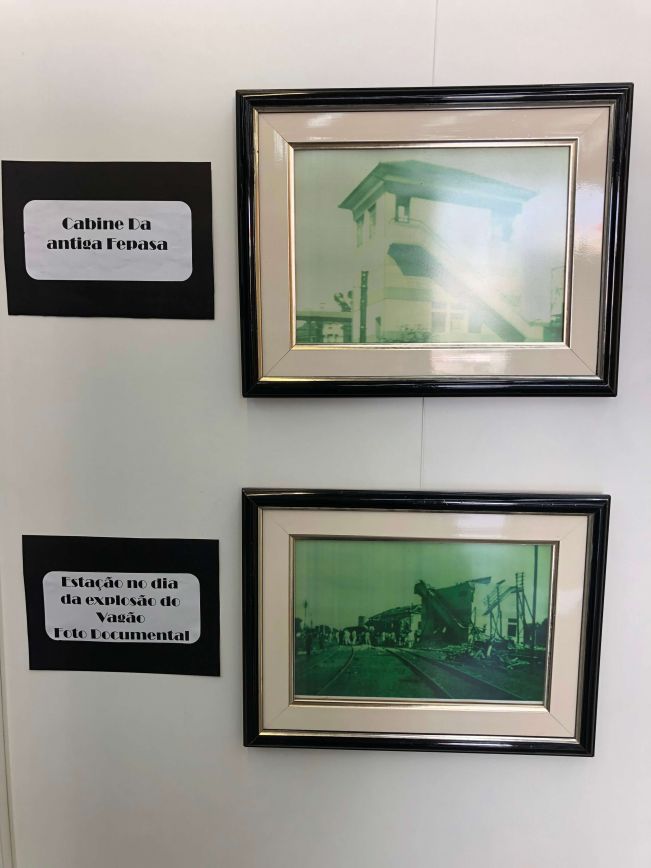 Cabine Da
antiga Fepasa
Estação no dia
da explosão do
Vagão
Foto Documental